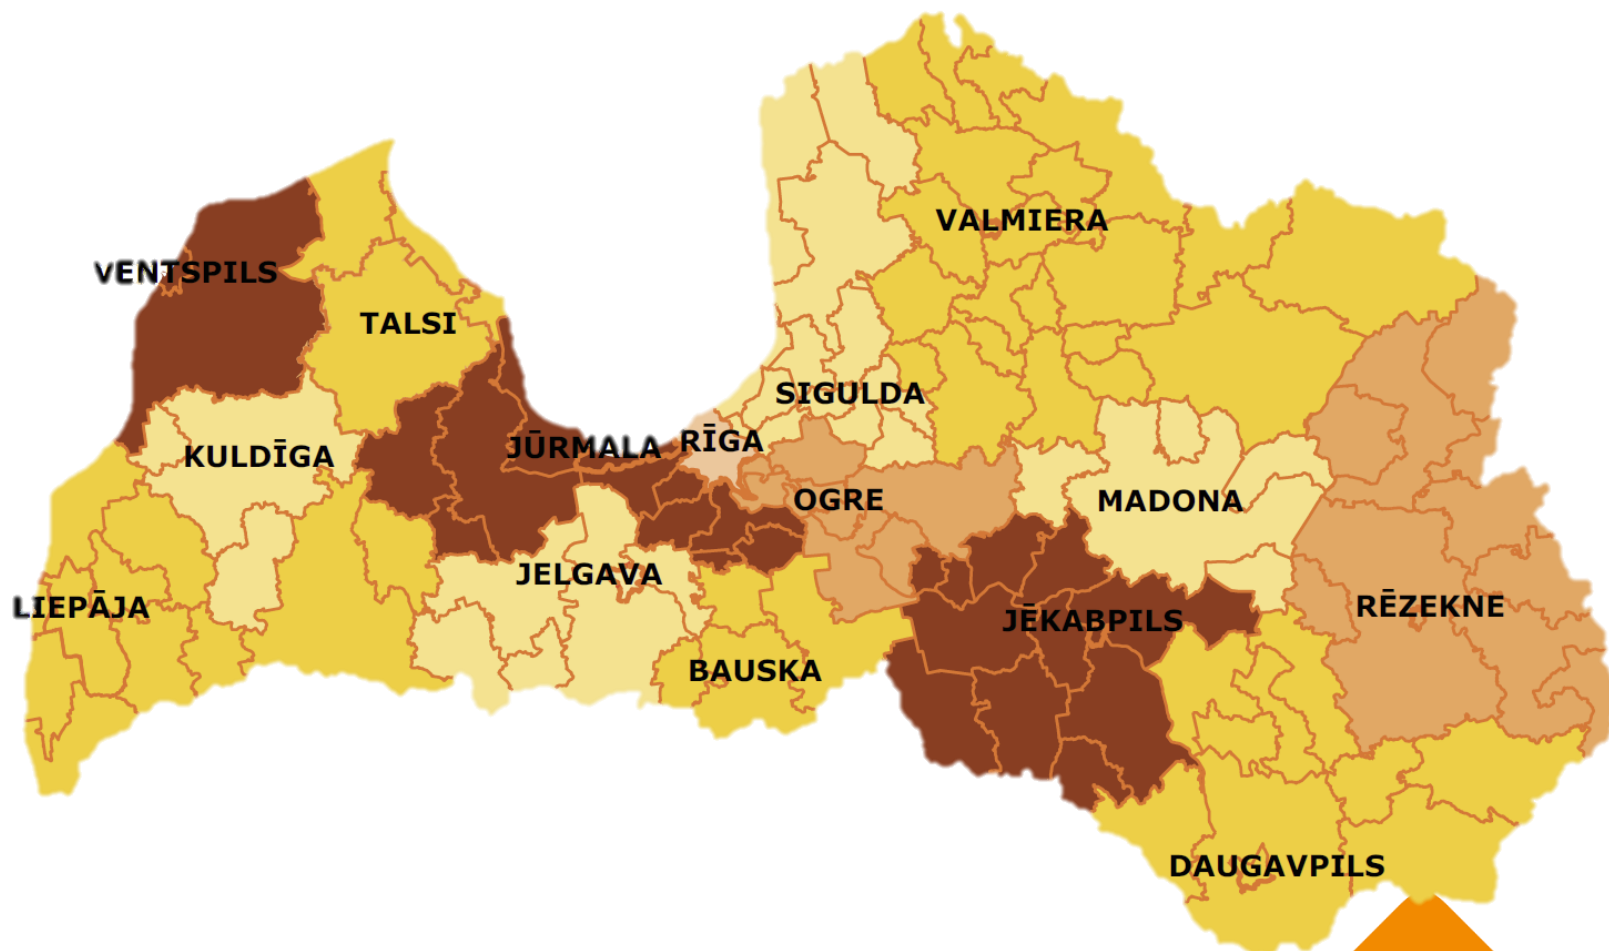 VALMIERA
VENTSPILS
TALSI
SIGULDA
JŪRMALA
RĪGA
KULDĪGA
OGRE
MADONA
JELGAVA
LIEPĀJA
RĒZEKNE
JĒKABPILS
BAUSKA
DAUGAVPILS